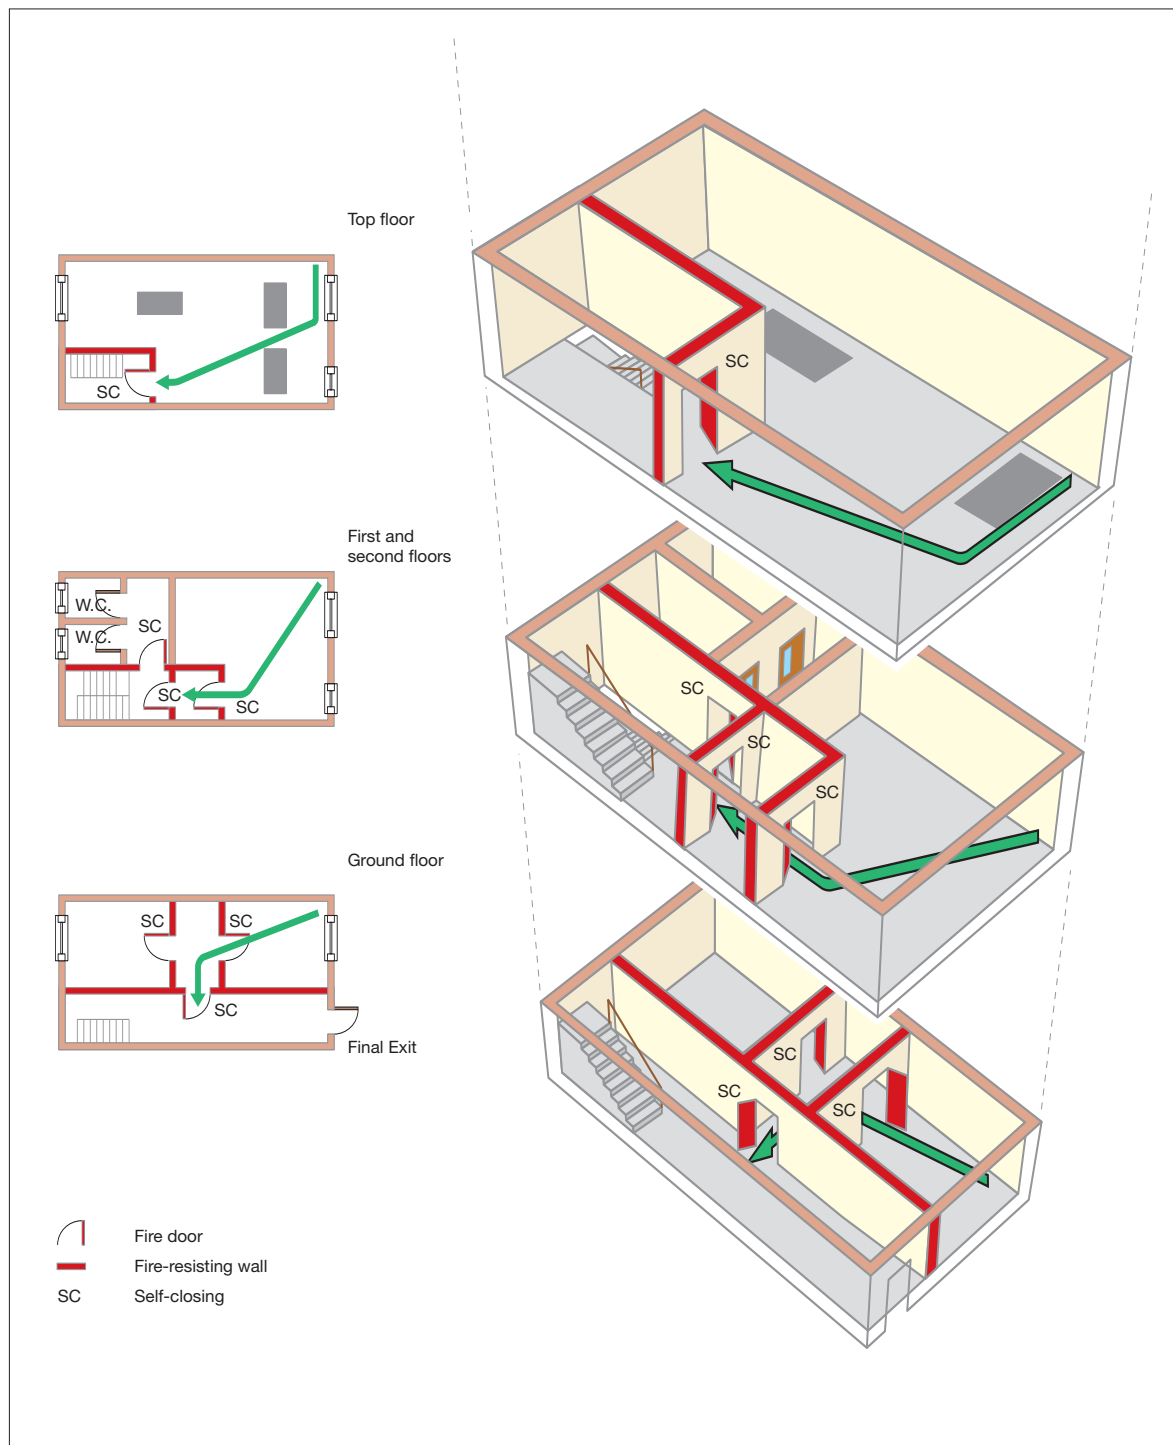 Top floor
SC
SC
First and
second floors
W.C.
W.C.
SC
SC
SC
SC
SC
SC
Ground floor
SC
SC
SC
Final Exit
SC
SC
SC
Fire door
Fire-resisting wall
SC
Self-closing